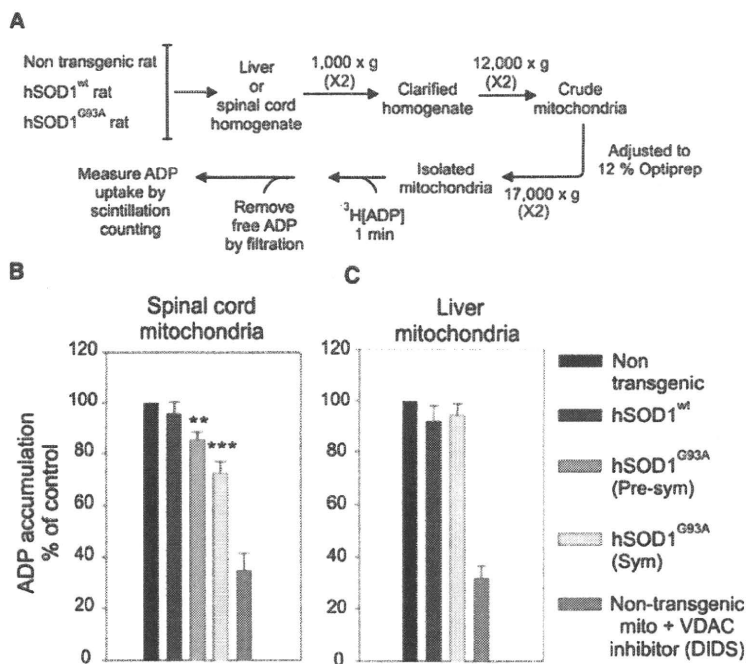 A
Non transgenic rat
hSOD1wt rat
hSOD1G93A rat
Liver
or
spinal cord
homogenate
1,000 x g
(X2)
Clarified
homogenate
12,000 x g
(X2)
Crude
mitochondria
Adjusted to
12 % Optiprep
17,000 x g
(X2)
Isolated
mitochondria
3H[ADP]
1 min
Remove
free ADP
by filtration
Measure ADP
uptake by
scintillation
counting
B
Spinal cord
mitochondria
ADP accumulation
% of control
120
100
80
60
40
20
0
**
***
C
Liver
mitochondria
120
100
80
60
40
20
0
Non
transgenic
hSOD1wt
hSOD1G93A
(Pre-sym)
hSOD1G93A
(Sym)
Non-transgenic
mito + VDAC
inhibitor (DIDS)